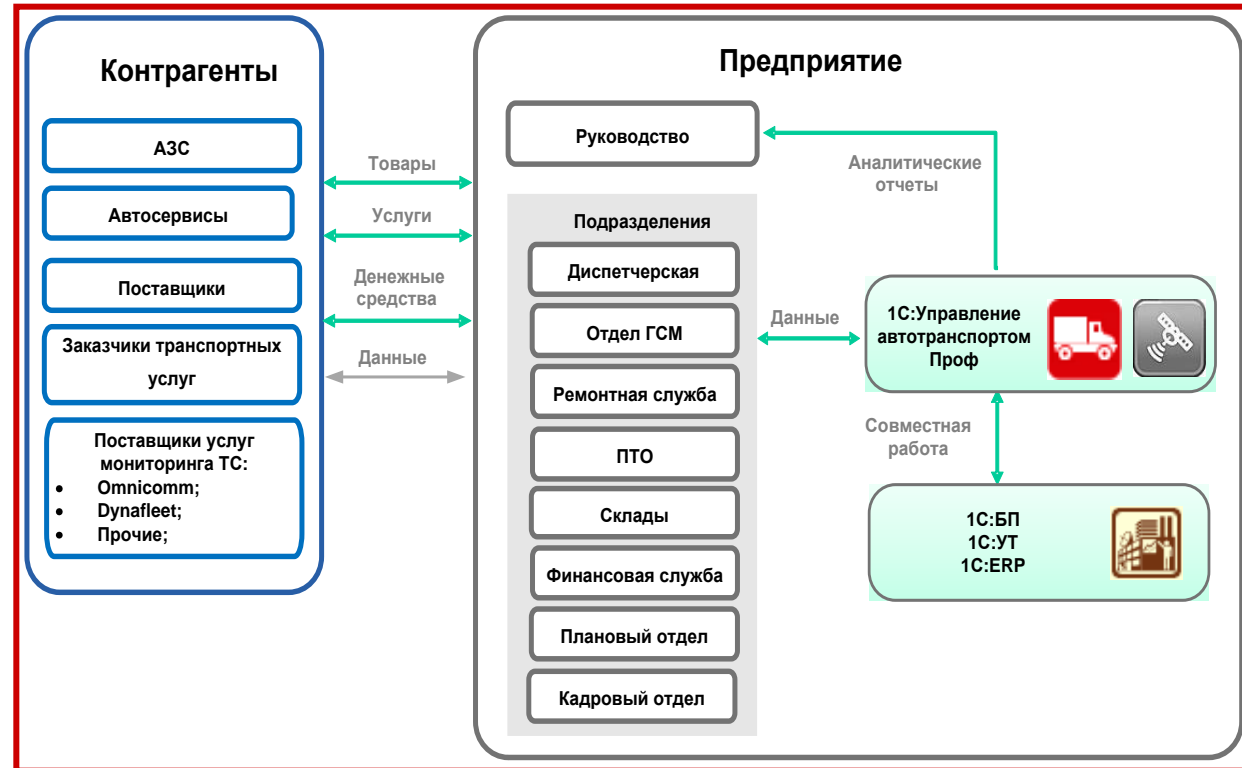 Контрагенты
АЗС
Автосервисы
Поставщики
Заказчики транспортных
услуг
Поставщики услуг
мониторинга ТС:
• Omnicomm;
• Dynafleet;
• Прочие;
Товары
Услуги
Денежные
средства
Данные
Предприятие
Руководство
Подразделения
Диспетчерская
Отдел ГСМ
Ремонтная служба
ПТО
Склады
Финансовая служба
Плановый отдел
Кадровый отдел
Аналитические
отчеты
Данные
1С:Управление
автотранспортом
Проф
Совместная
работа
1С:БП
1С:УТ
1С:ERP